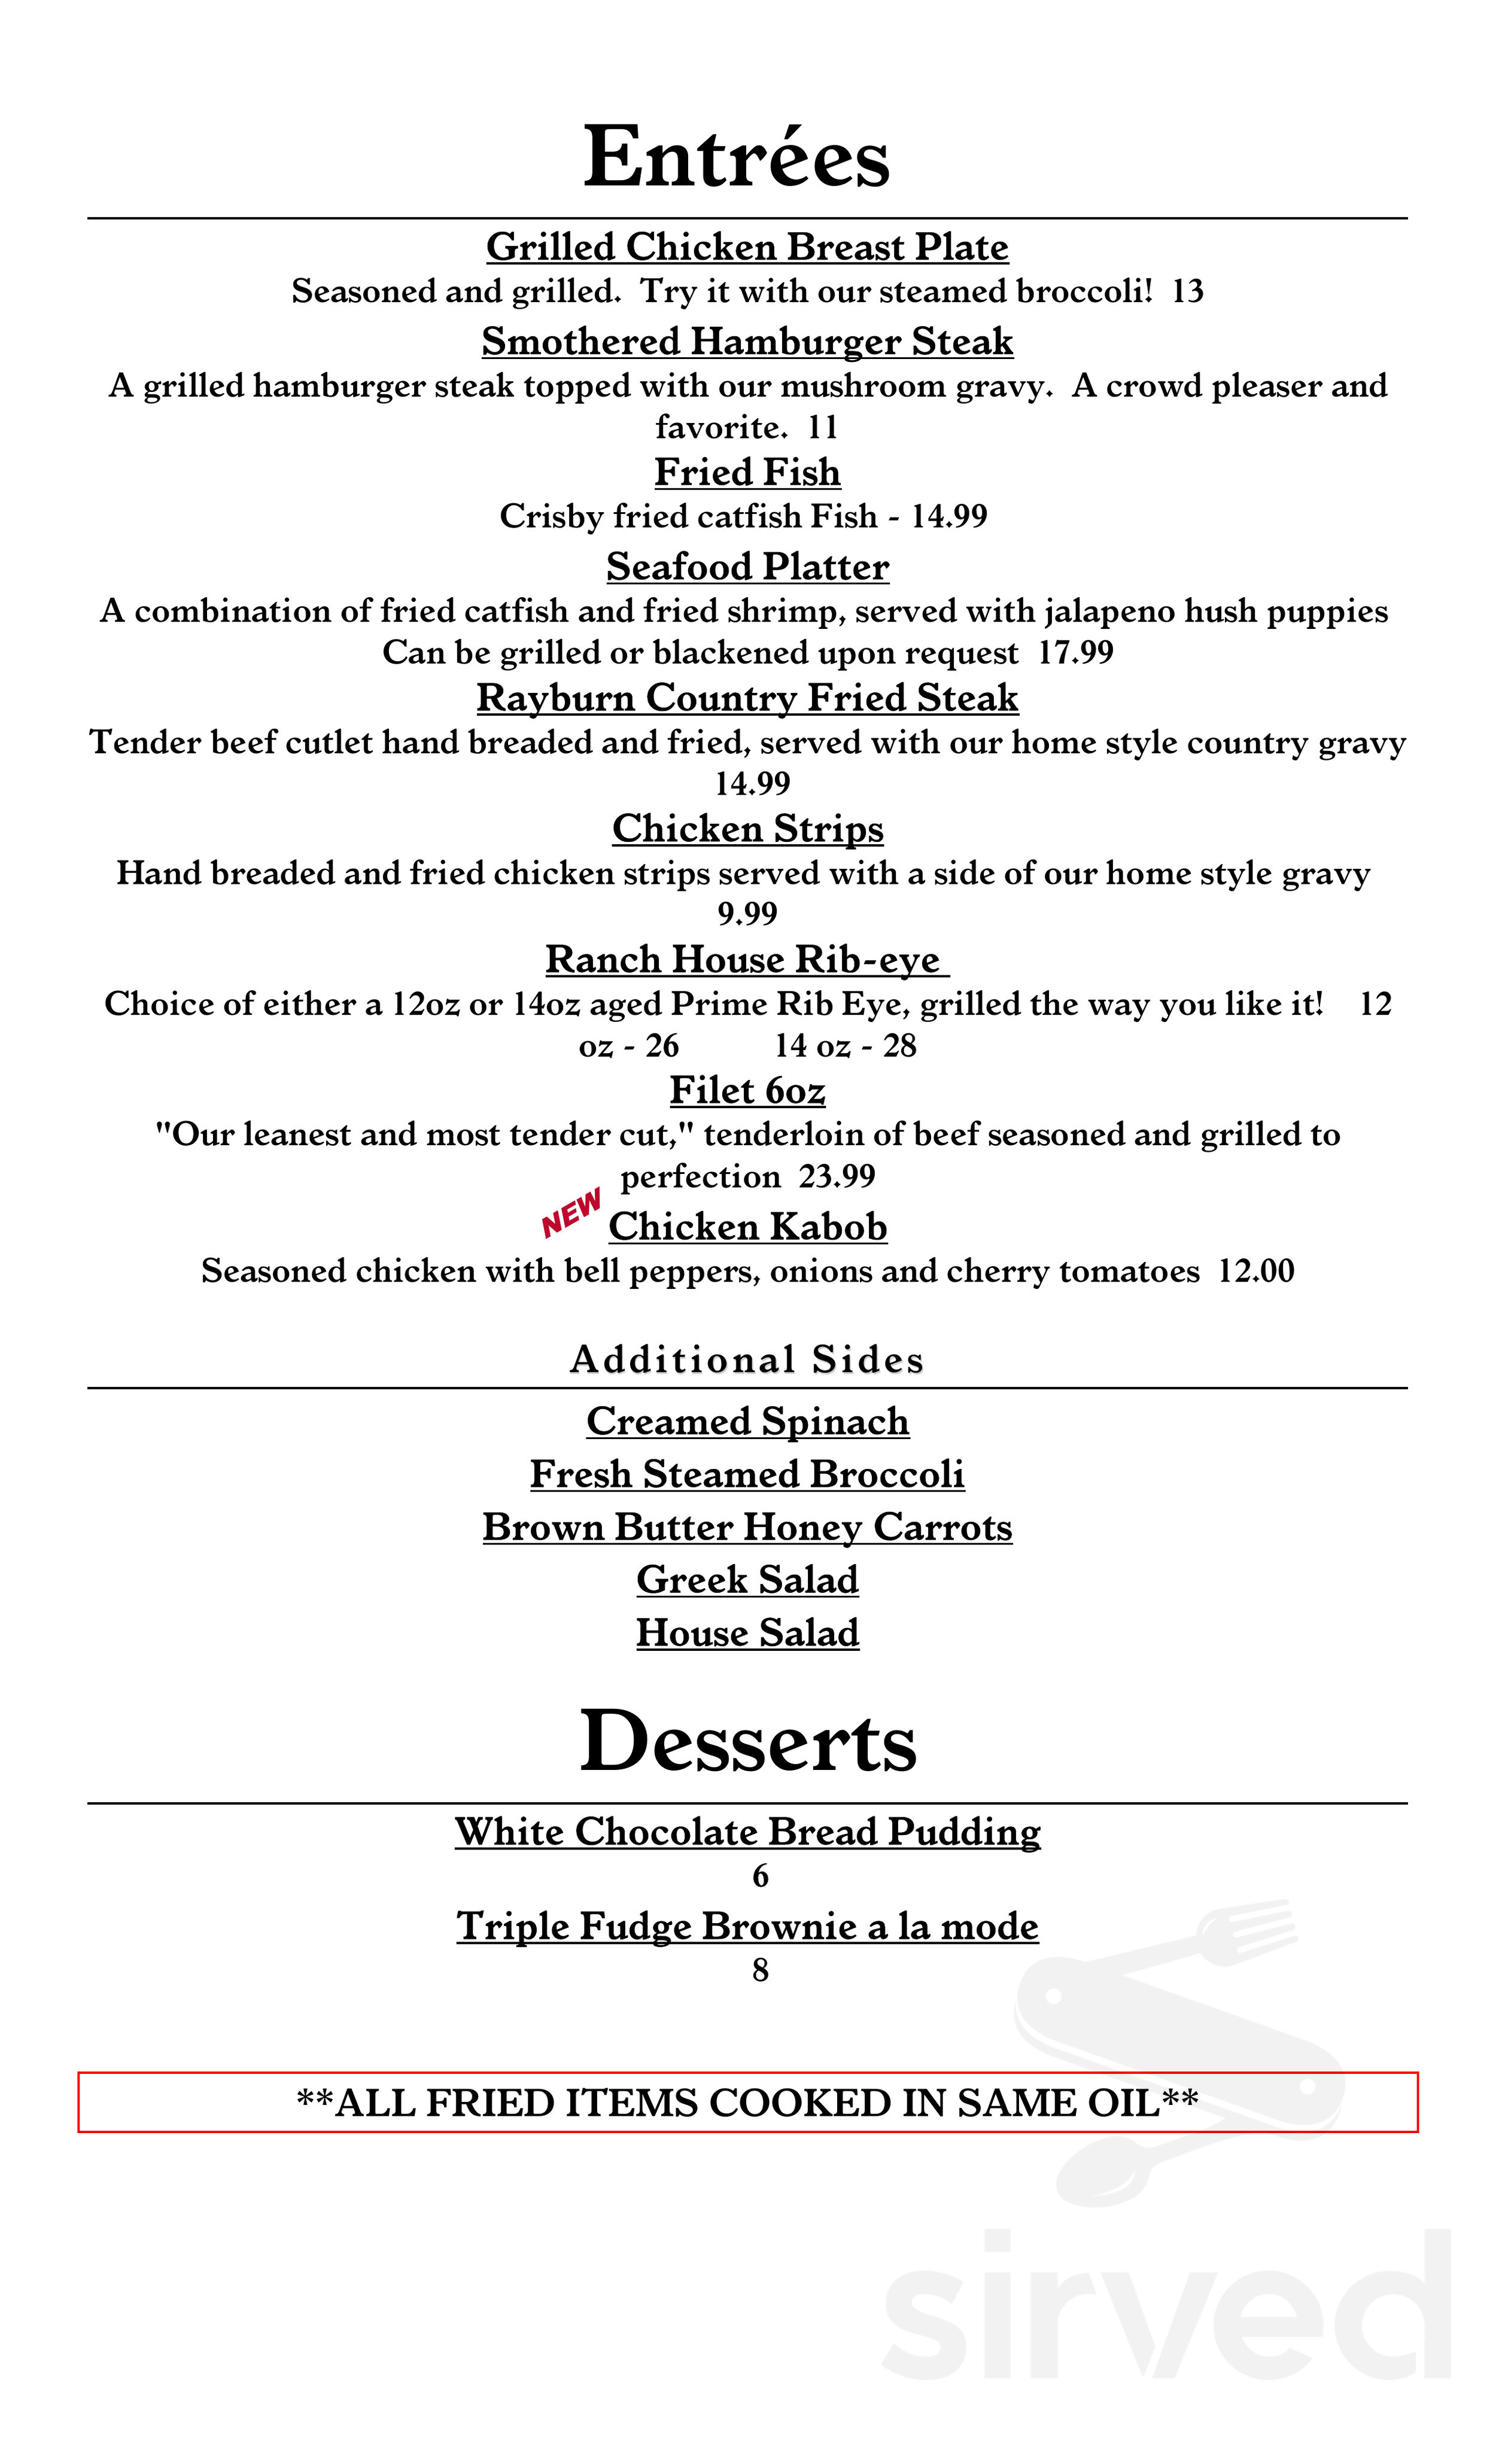 Entrées
Grilled Chicken Breast Plate
Seasoned and grilled.  Try it with our steamed broccoli!  13
Smothered Hamburger Steak
A grilled hamburger steak topped with our mushroom gravy.  A crowd pleaser and
favorite.  11
Fried Fish
Crisby fried catfish Fish - 14.99
Seafood Platter
A combination of fried catfish and fried shrimp, served with jalapeno hush puppies
Can be grilled or blackened upon request  17.99
Rayburn Country Fried Steak
Tender beef cutlet hand breaded and fried, served with our home style country gravy
14.99
Chicken Strips
Hand breaded and fried chicken strips served with a side of our home style gravy
9.99
Ranch House Rib-eye
Choice of either a 12oz or 14oz aged Prime Rib Eye, grilled the way you like it!    12
oz - 26          14 oz - 28
Filet 6oz
"Our leanest and most tender cut," tenderloin of beef seasoned and grilled to
perfection  23.99
NEW
Chicken Kabob
Seasoned chicken with bell peppers, onions and cherry tomatoes  12.00
Additional Sides
Creamed Spinach
Fresh Steamed Broccoli
Brown Butter Honey Carrots
Greek Salad
House Salad
Desserts
White Chocolate Bread Pudding
6
Triple Fudge Brownie a la mode
8
**ALL FRIED ITEMS COOKED IN SAME OIL**
sirved